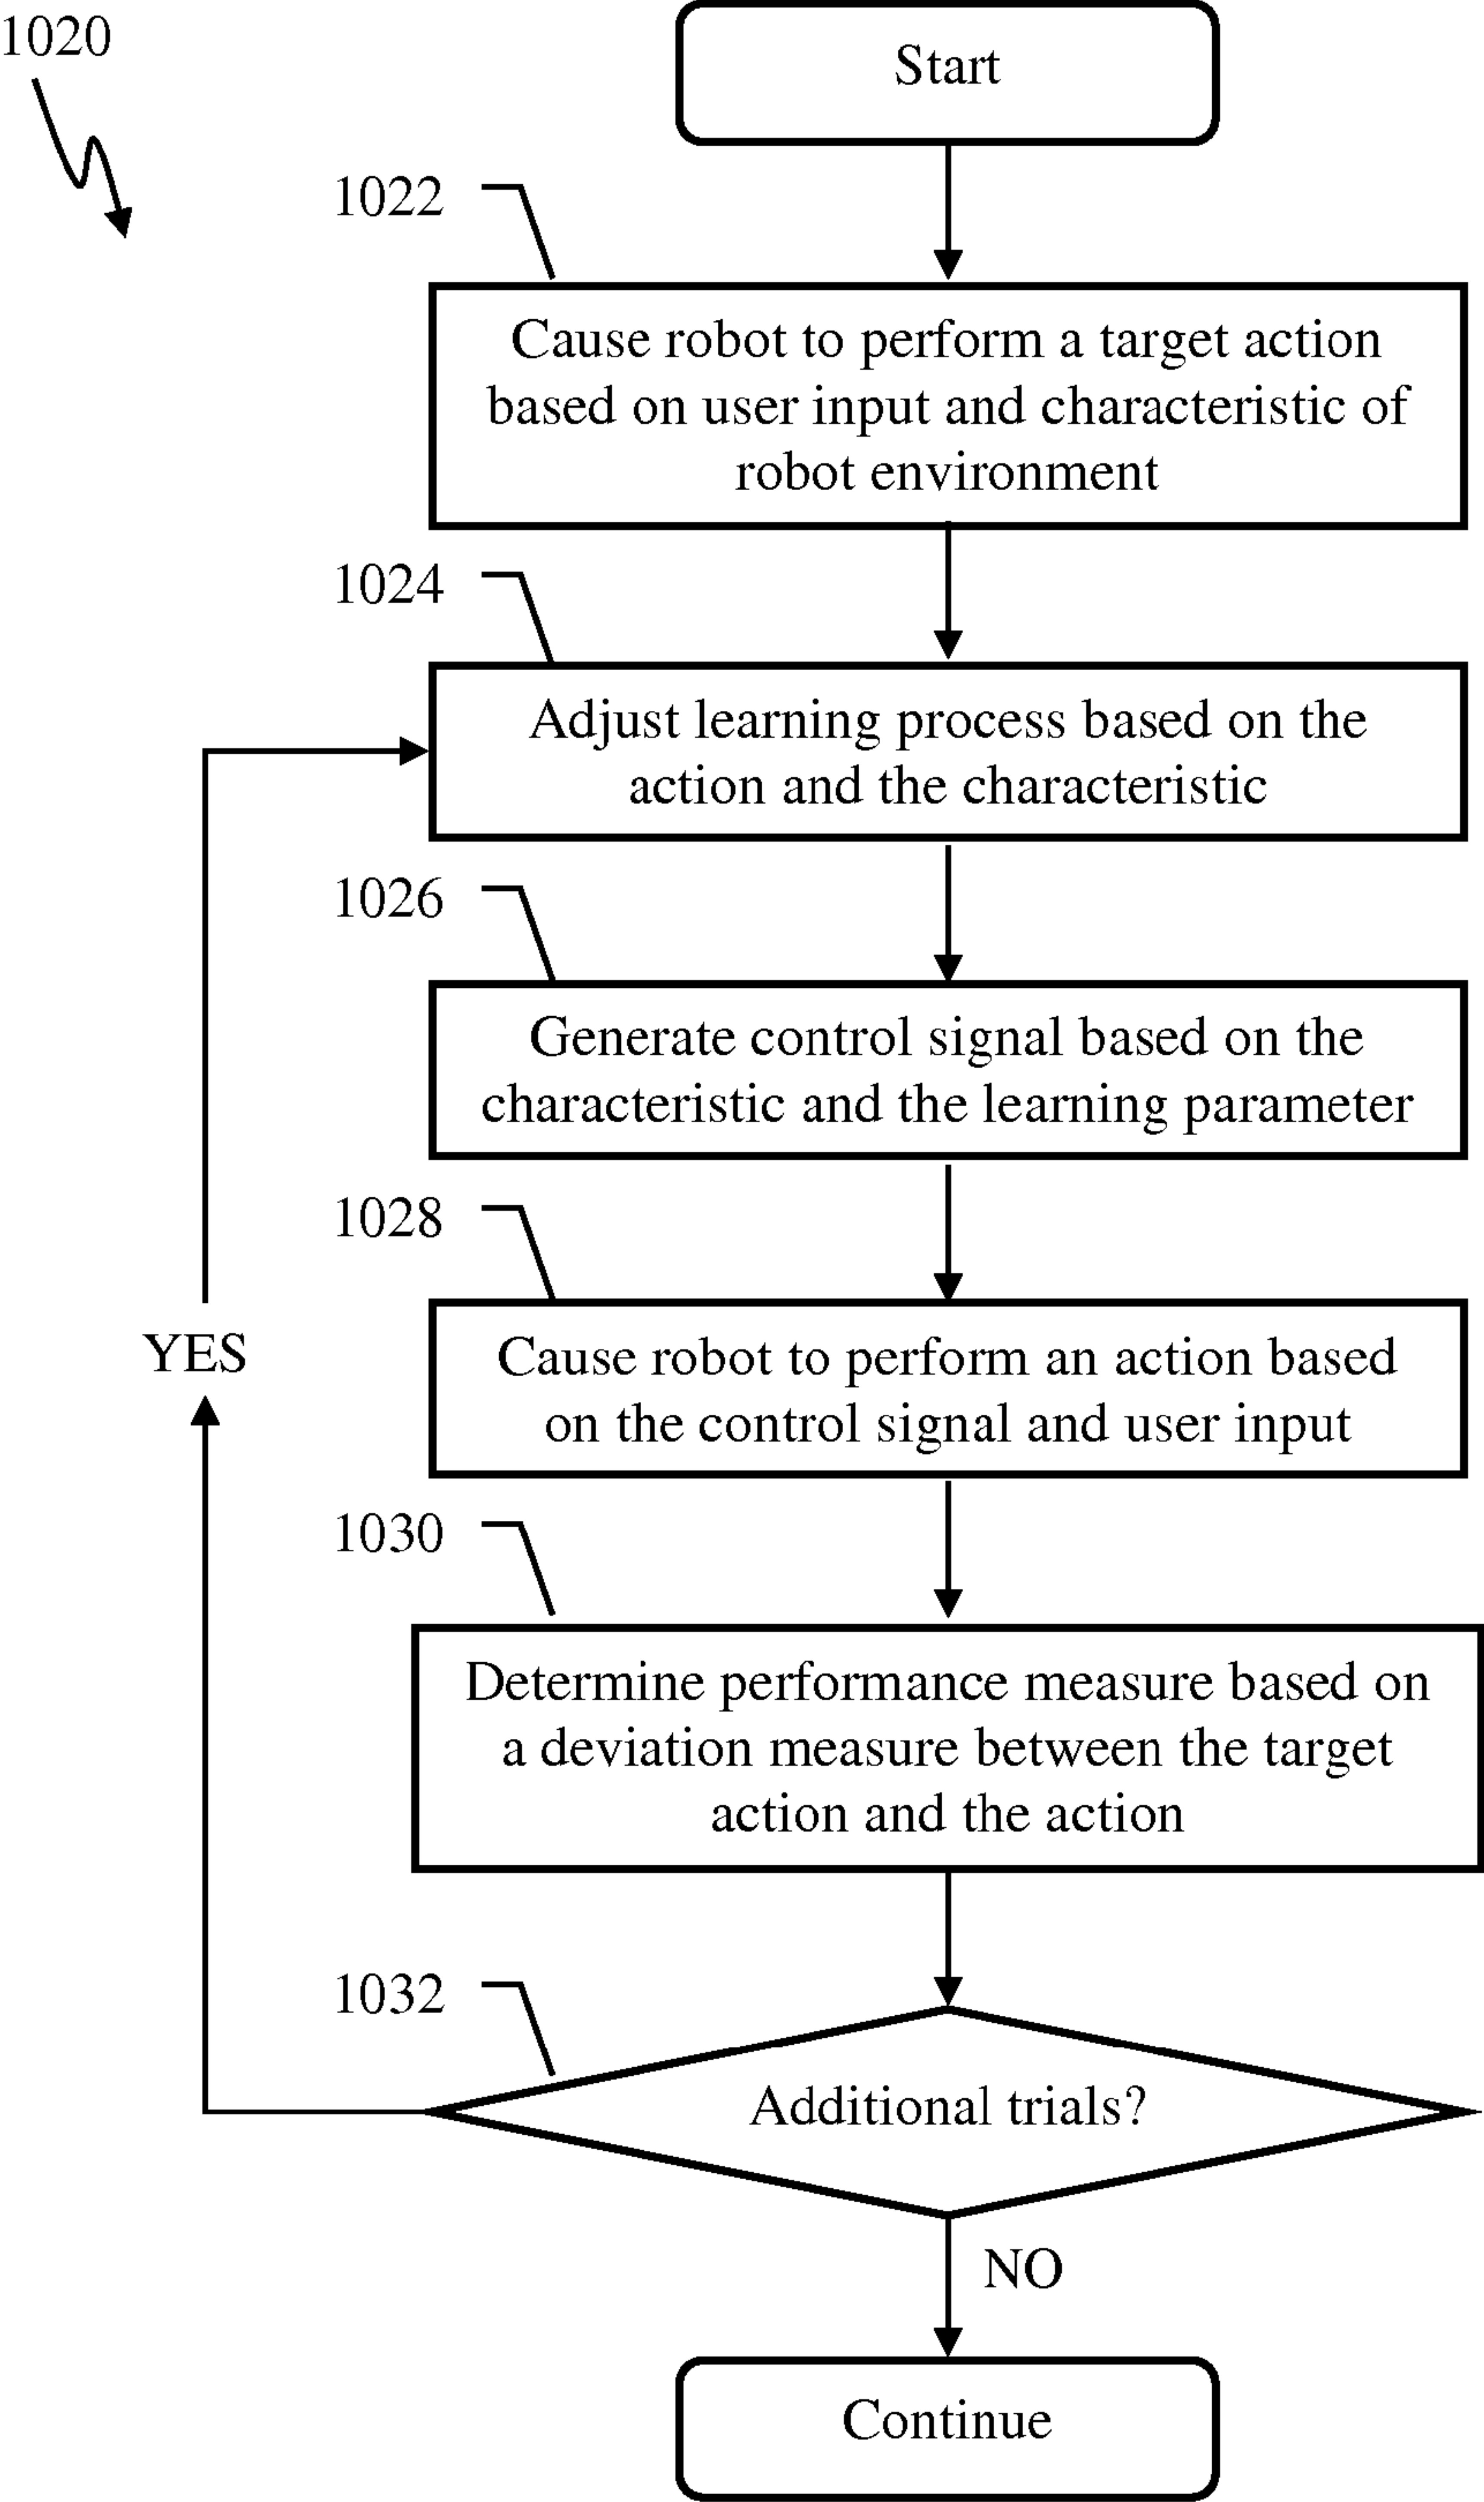 1020
Start
1022
Cause robot to perform a target action
based on user input and characteristic of
robot environment
1024
Adjust learning process based on the
action and the characteristic
1026
Generate control signal based on the
characteristic and the learning parameter
1028
YES
Cause robot to perform an action based
on the control signal and user input
1030
Determine performance measure based on
a deviation measure between the target
action and the action
1032
Additional trials?
NO
Continue